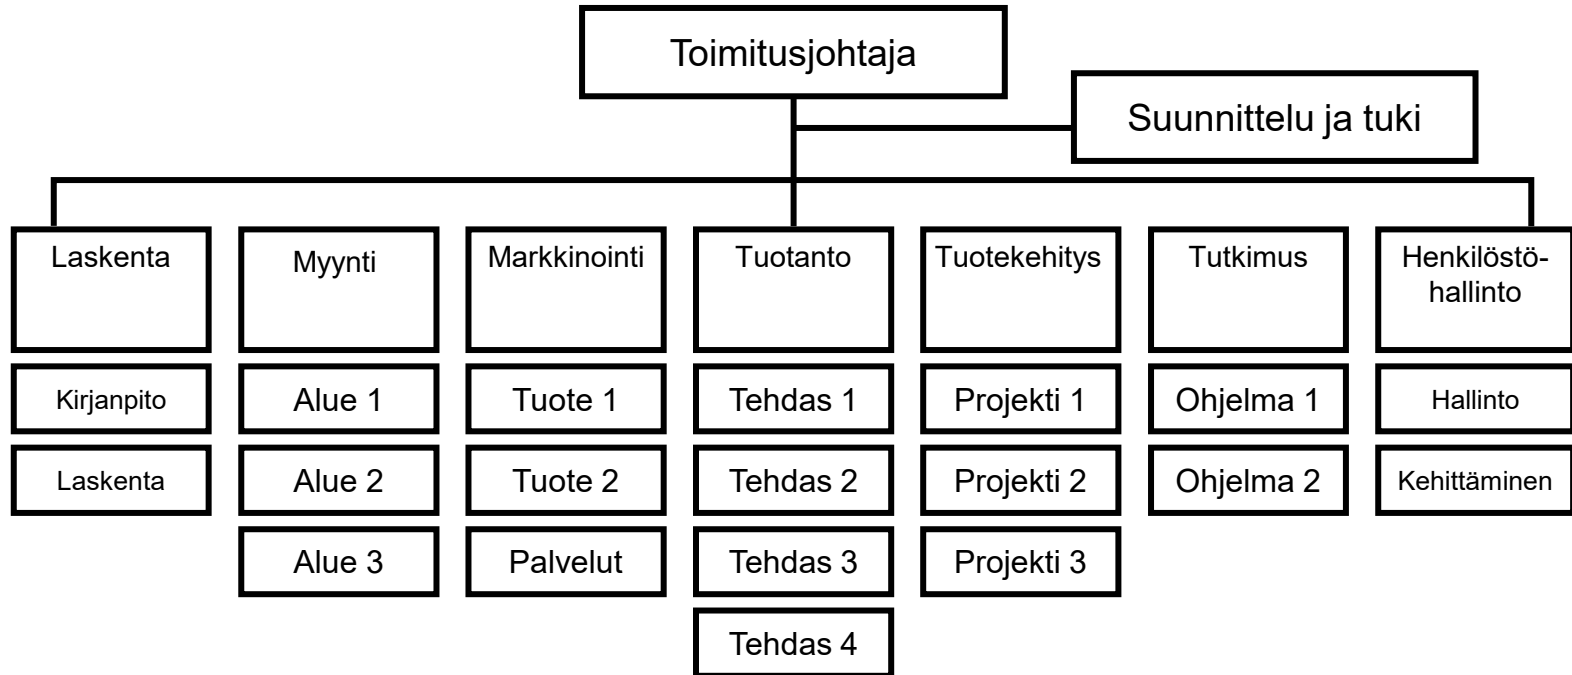 Toimitusjohtaja
Suunnittelu ja tuki
Laskenta
Myynti
Markkinointi
Tuotanto
Tuotekehitys
Tutkimus
Henkilöstö-
hallinto
Kirjanpito
Alue 1
Tuote 1
Tehdas 1
Projekti 1
Ohjelma 1
Hallinto
Laskenta
Alue 2
Tuote 2
Tehdas 2
Projekti 2
Ohjelma 2
Kehittäminen
Alue 3
Palvelut
Tehdas 3
Projekti 3
Tehdas 4